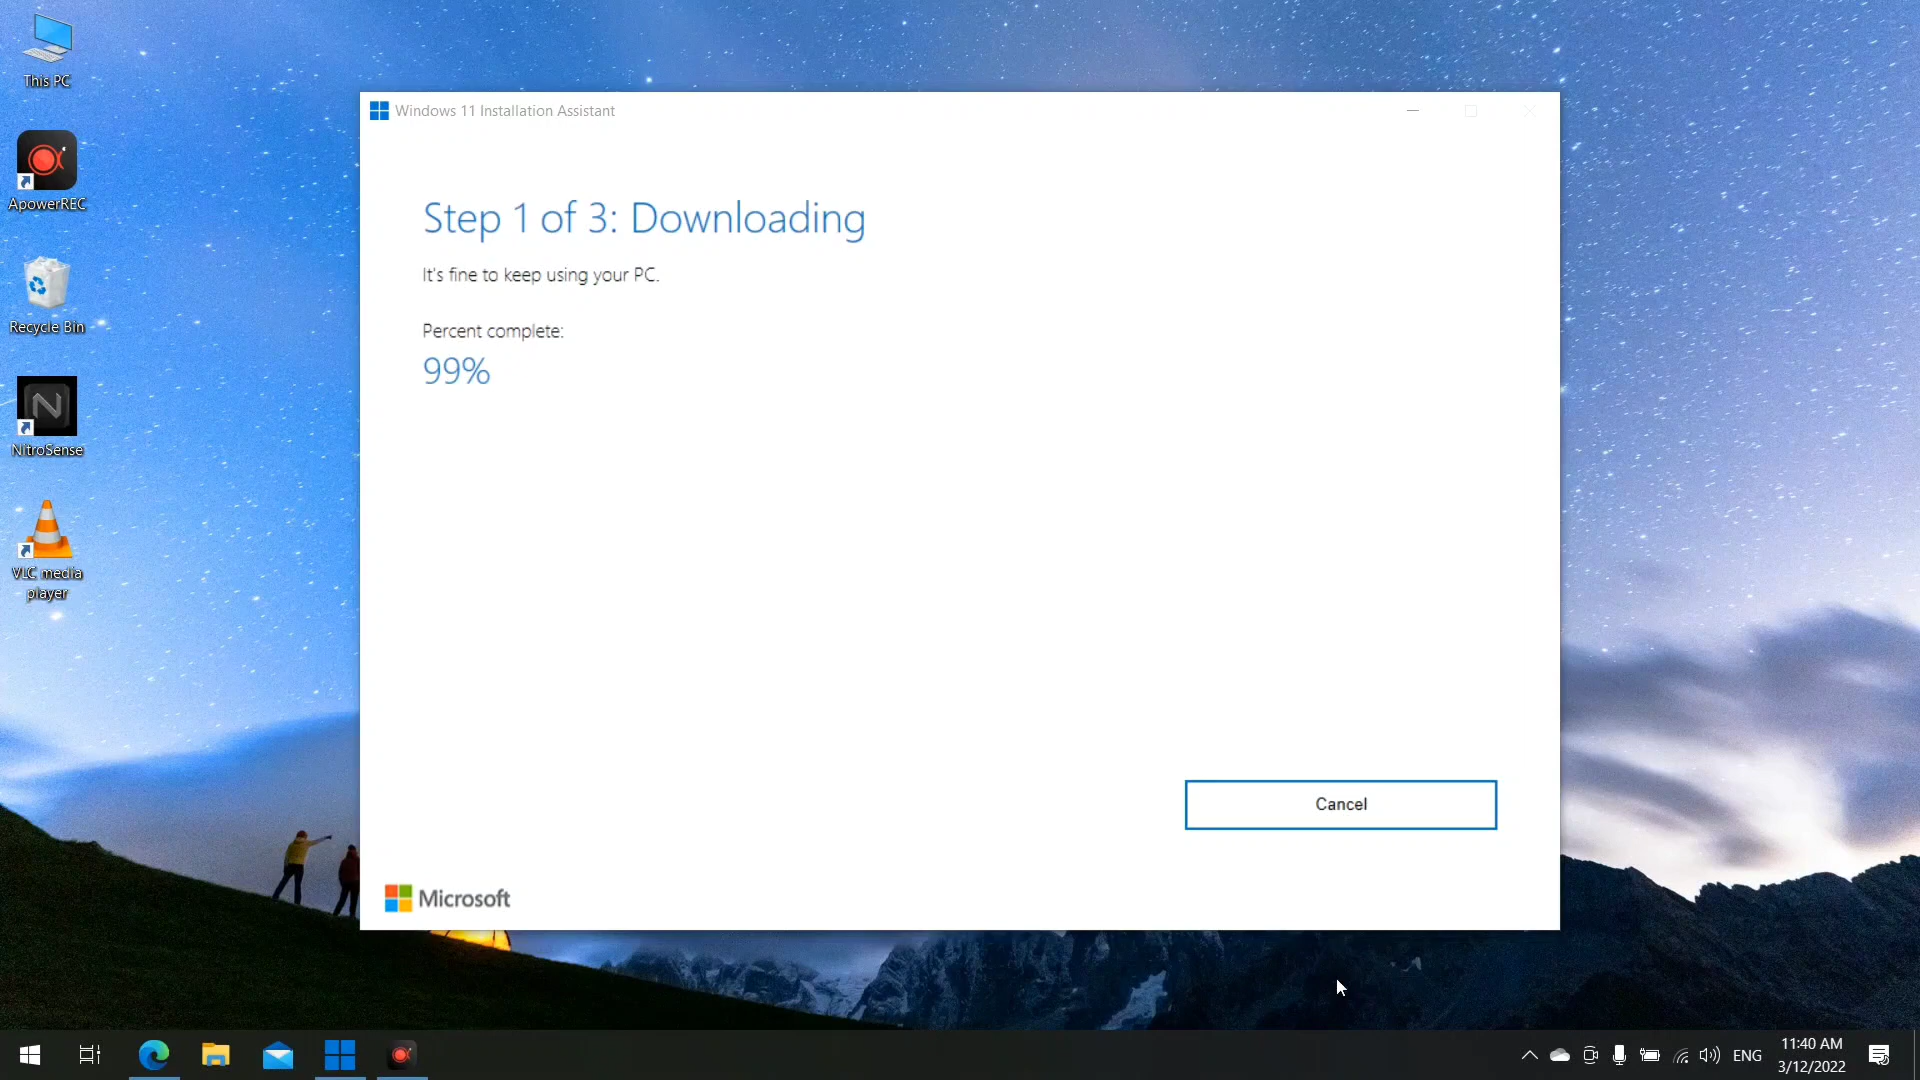 This PC
ApowerREC
Recycle Bin
NitroSense
VLC media
player
Windows 11 Installation Assistant
Step 1 of 3: Downloading
It's fine to keep using your PC.
Percent complete:
99%
Cancel
Microsoft
ENG
11:40 AM
3/12/2022